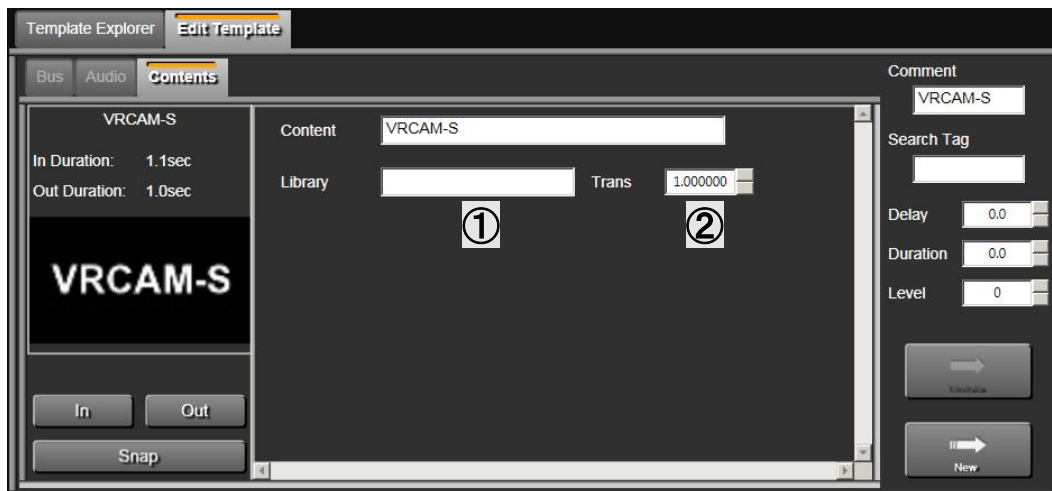 Template Explorer Edit Template
Bus Audio Contents
VRCAM-S
In Duration: 1.1sec
Out Duration: 1.0sec
VRCAM-S
In Out
Snap
Content VRCAM-S
Library Trans 1.000000
① ②
Comment
VRCAM-S
Search Tag
Delay 0.0
Duration 0.0
Level 0
New